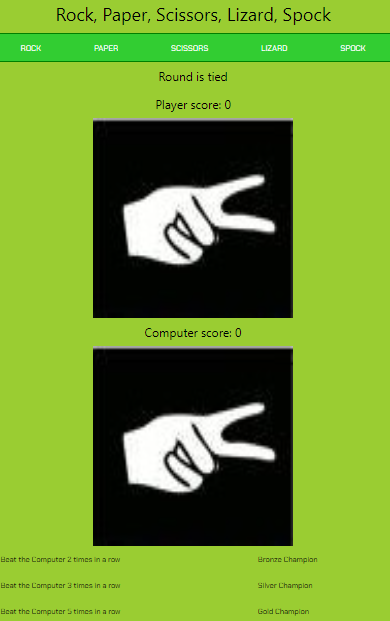 Rock, Paper, Scissors, Lizard, Spock
ROCK PAPER SCISSORS LIZARD SPOCK
Round is tied
Player score: 0
Computer score: 0
Beat the Computer 2 times in a row Bronze Champion
Beat the Computer 3 times in a row Silver Champion
Beat the Computer 5 times in a row Gold Champion